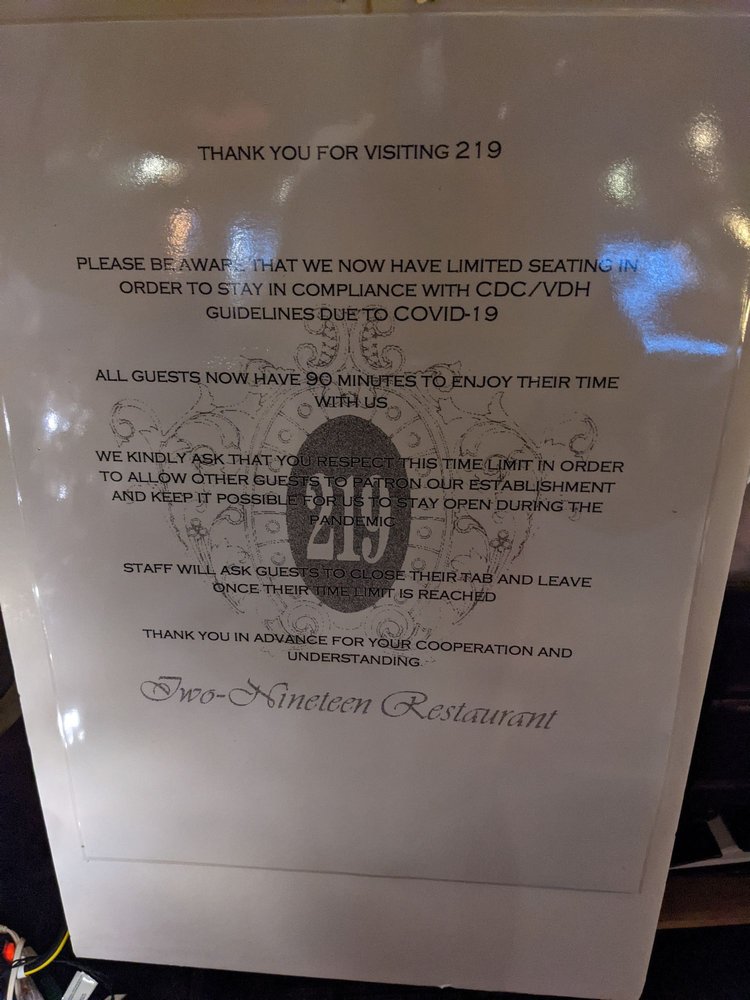 THANK YOU FOR VISITING 219
PLEASE BE AWARE THAT WE NOW HAVE LIMITED SEATING IN
ORDER TO STAY IN COMPLIANCE WITH CDC/VDH
GUIDELINES DUE TO COVID-19
ALL GUESTS NOW HAVE 90 MINUTES TO ENJOY THEIR TIME
WITH US
WE KINDLY ASK THAT YOU RESPECT THIS TIME LIMIT IN ORDER
TO ALLOW OTHER GUESTS TO PATRON OUR ESTABLISHMENT
AND KEEP IT POSSIBLE FOR US TO STAY OPEN DURING THE
PANDEMIC
219
STAFF WILL ASK GUESTS TO CLOSE THEIR TAB AND LEAVE
ONCE THEIR TIME LIMIT IS REACHED
THANK YOU IN ADVANCE FOR YOUR COOPERATION AND
UNDERSTANDING.
Two-Nineteen Restaurant